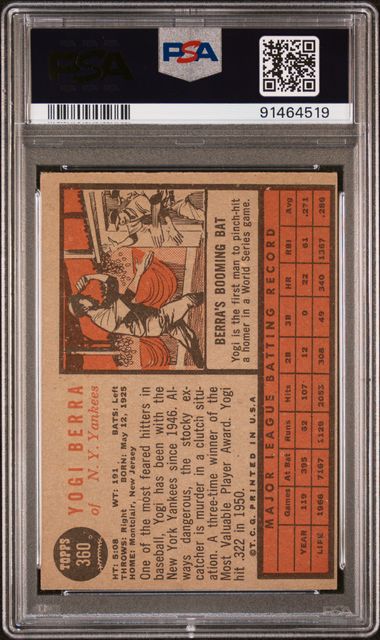 PSA
PSA
91464519
TOPPS
360
YOGI BERRA
of N. Y. Yankees
HT: 5:08 WT: 191 BATS: Left
THROWS: Right BORN: May 12, 1925
HOME: Montclair, New Jersey
One of the most feared hitters in
baseball, Yogi has been with the
New York Yankees since 1946. Al-
ways dangerous, the stocky ex-
catcher is murder in a clutch situ-
ation. A three-time winner of the
Most Valuable Player Award. Yogi
hit .322 in 1950.
© T. C. G. PRINTED IN U.S.A.
BERRA'S BOOMING BAT
Yogi is the first man to pinch-hit
a homer in a World Series game.
MAJOR LEAGUE BATTING RECORD
Games At Bat Runs Hits 2B 3B HR RBI Avg
YEAR 119 395 62 107 12 0 22 61 .271
LIFE 1966 7167 1129 2053 308 49 340 1367 .286